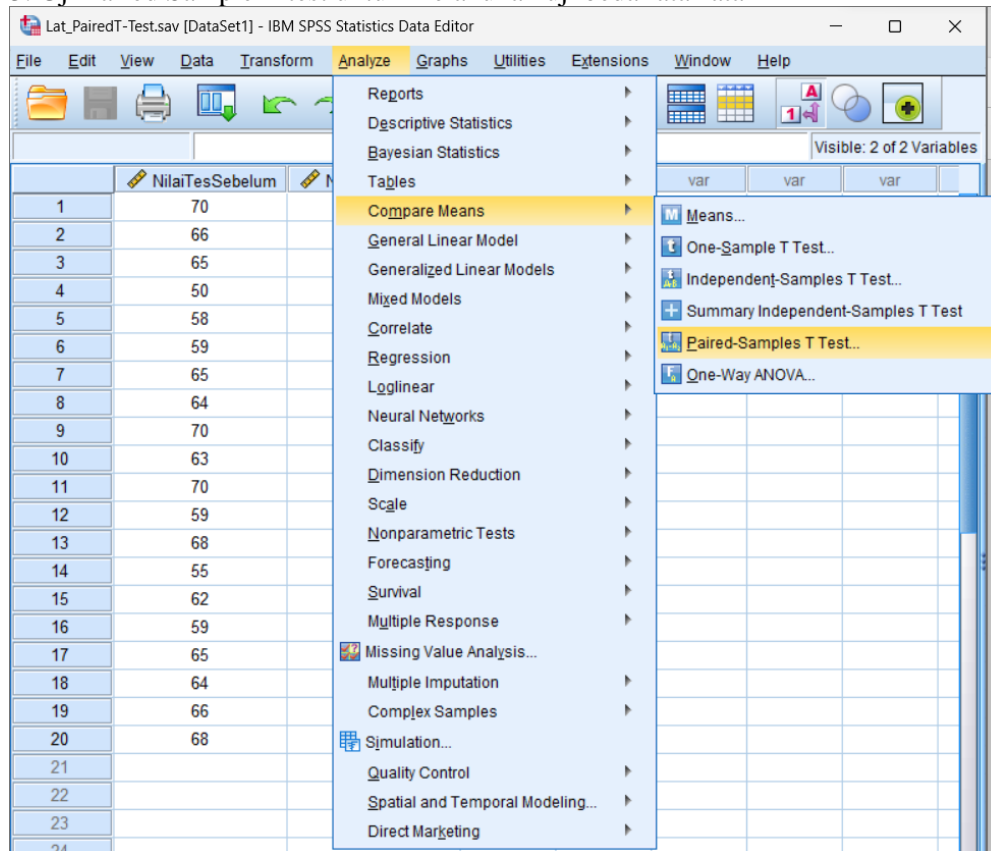 Lat_PairedT-Test.sav [DataSet1] - IBM SPSS Statistics Data Editor
File Edit View Data Transform Analyze Graphs Utilities Extensions Window Help
Visible: 2 of 2 Variables
NilaiTesSebelum N var var var
1 70
2 66
3 65
4 50
5 58
6 59
7 65
8 64
9 70
10 63
11 70
12 59
13 68
14 55
15 62
16 59
17 65
18 64
19 66
20 68
21
22
23
24
Reports
Descriptive Statistics
Bayesian Statistics
Tables
Compare Means
General Linear Model
Generalized Linear Models
Mixed Models
Correlate
Regression
Loglinear
Neural Networks
Classify
Dimension Reduction
Scale
Nonparametric Tests
Forecasting
Survival
Multiple Response
Missing Value Analysis...
Multiple Imputation
Complex Samples
Simulation...
Quality Control
Spatial and Temporal Modeling...
Direct Marketing
Means...
One-Sample T Test...
Independent-Samples T Test...
Summary Independent-Samples T Test
Paired-Samples T Test...
One-Way ANOVA...